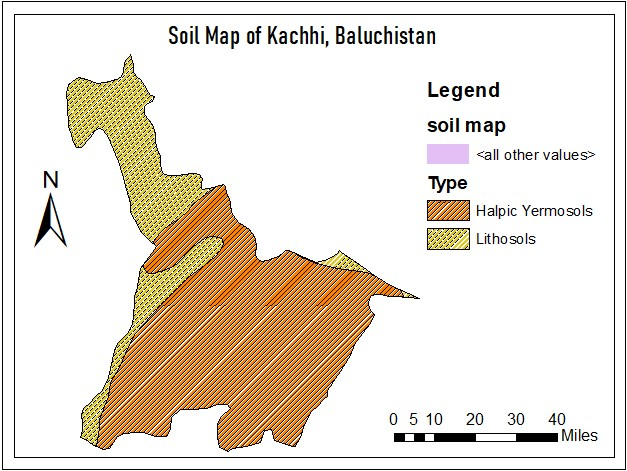 Soil Map of Kachhi, Baluchistan
N
Legend
soil map
<all other values>
Type
Halpic Yermosols
Lithosols
0 5 10 20 30 40
Miles